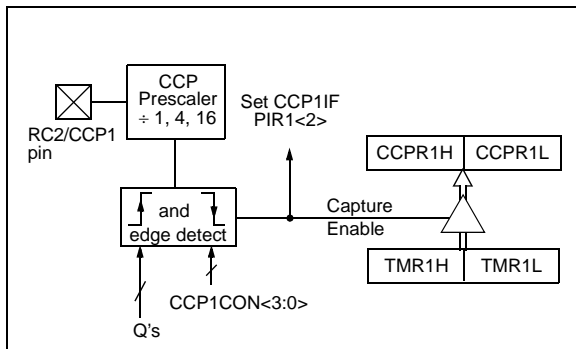 CCP
Prescaler
÷ 1, 4, 16
Set CCP1IF
PIR1<2>
RC2/CCP1
pin
CCPR1H CCPR1L
and
edge detect
Capture
Enable
TMR1H TMR1L
CCP1CON<3:0>
Q's